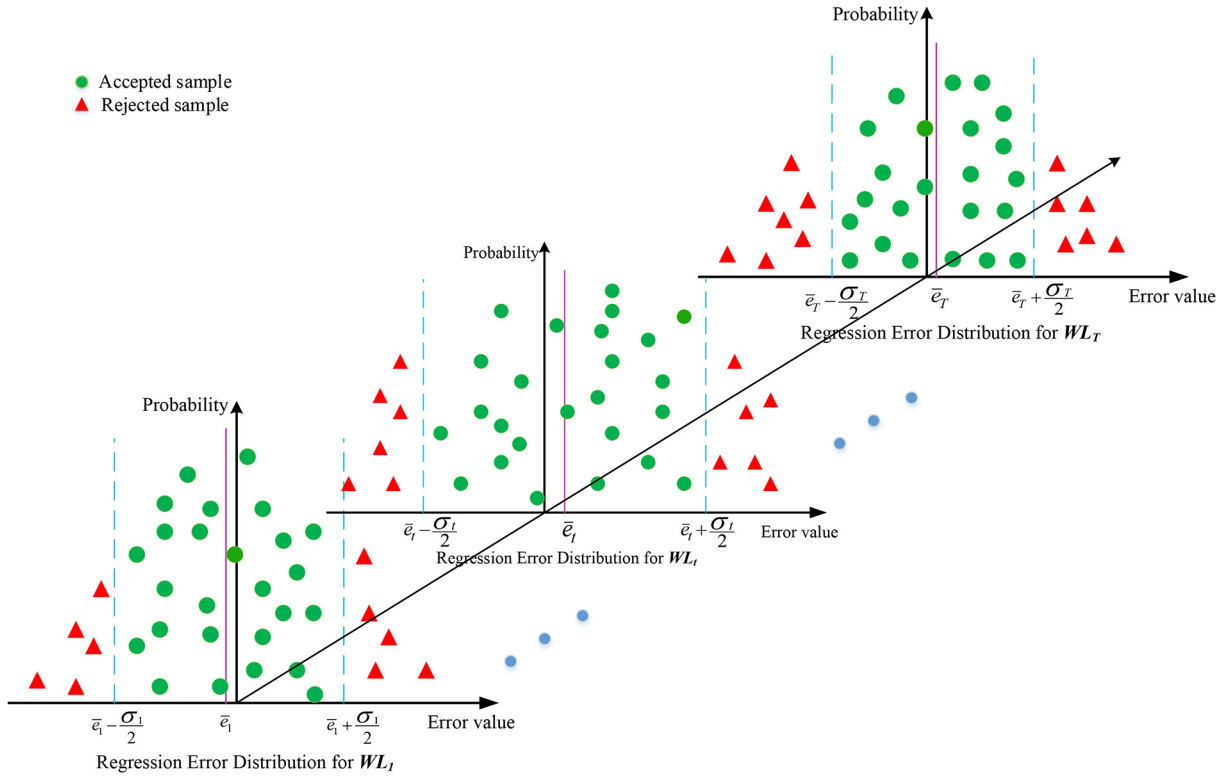 Probability
Accepted sample
Rejected sample
ē_T − σ_T/2
ē_T
ē_T + σ_T/2
Error value
Regression Error Distribution for WL_T
Probability
ē_t − σ_t/2
ē_t
ē_t + σ_t/2
Error value
Regression Error Distribution for WL_t
Probability
ē_1 − σ_1/2
ē_1
ē_1 + σ_1/2
Error value
Regression Error Distribution for WL_1